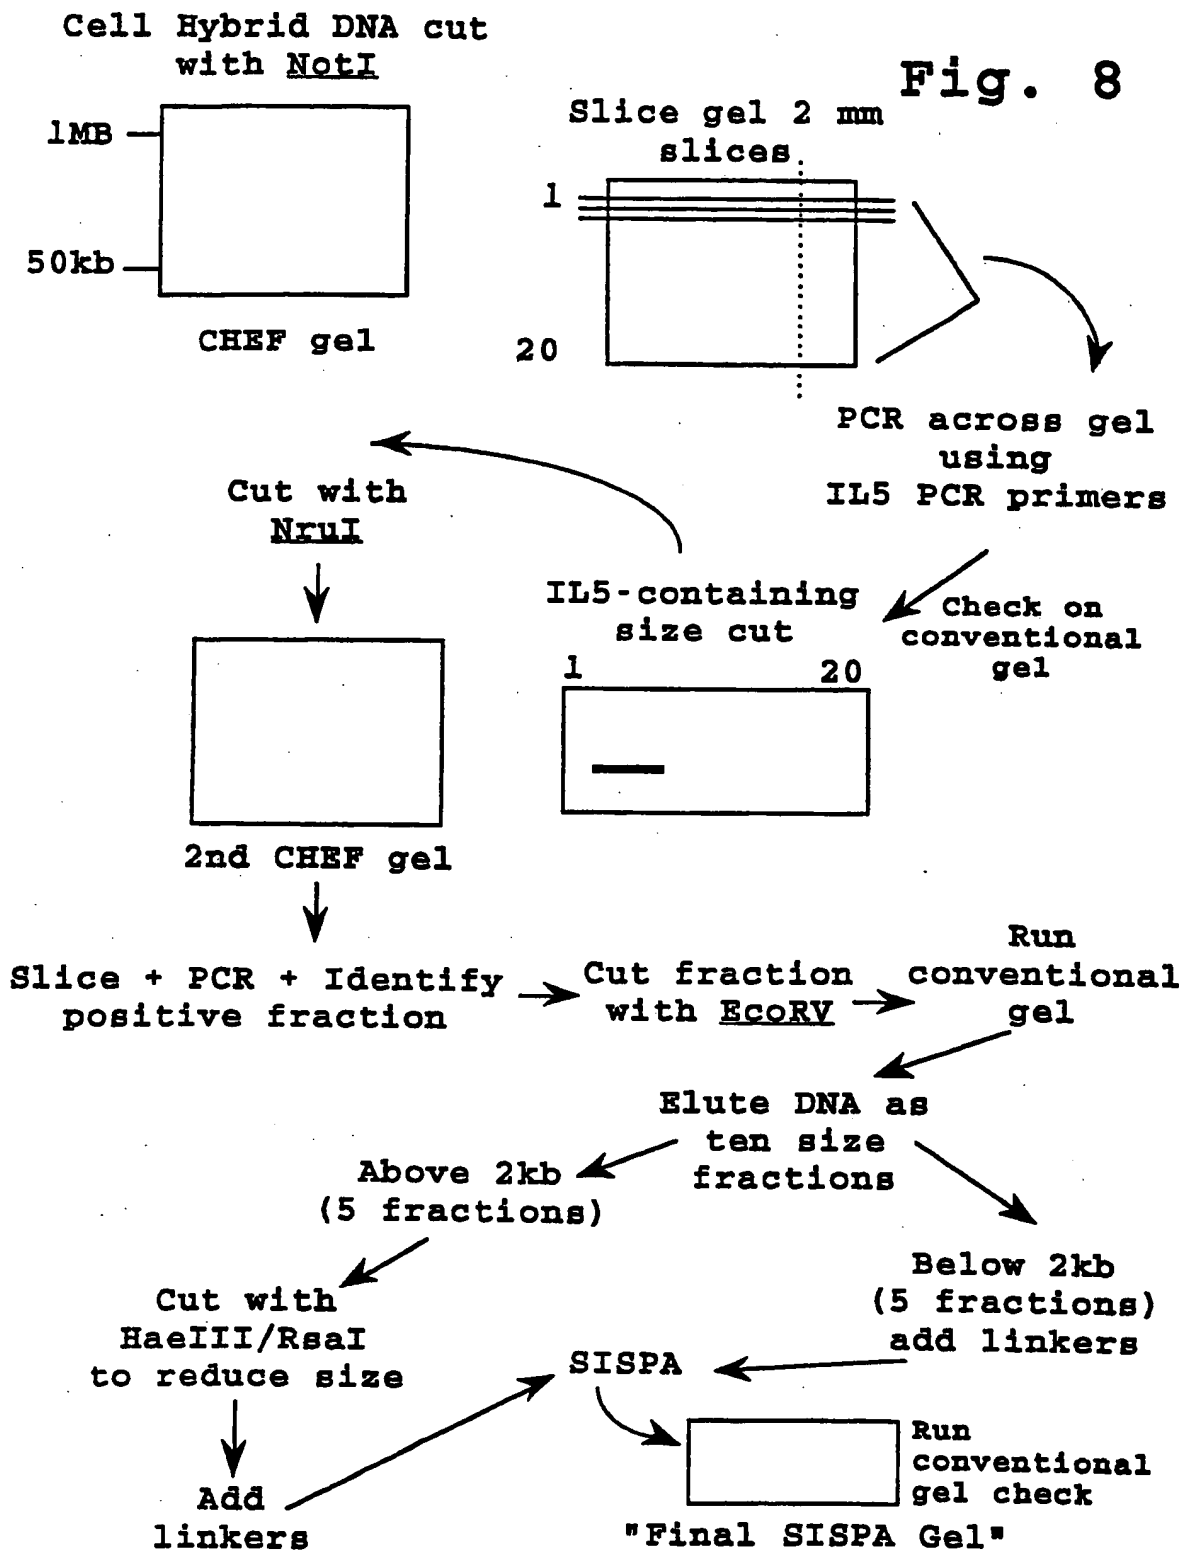 Cell Hybrid DNA cut
with NotI
Fig. 8
1MB
50kb
CHEF gel
Slice gel 2 mm
slices
1
20
PCR across gel
using
IL5 PCR primers
Cut with
NruI
IL5-containing
size cut
1 20
Check on
conventional
gel
2nd CHEF gel
Slice + PCR + Identify
positive fraction
Cut fraction
with EcoRV
Run
conventional
gel
Elute DNA as
ten size
fractions
Above 2kb
(5 fractions)
Below 2kb
(5 fractions)
add linkers
Cut with
HaeIII/RsaI
to reduce size
Add
linkers
SISPA
Run
conventional
gel check
"Final SISPA Gel"